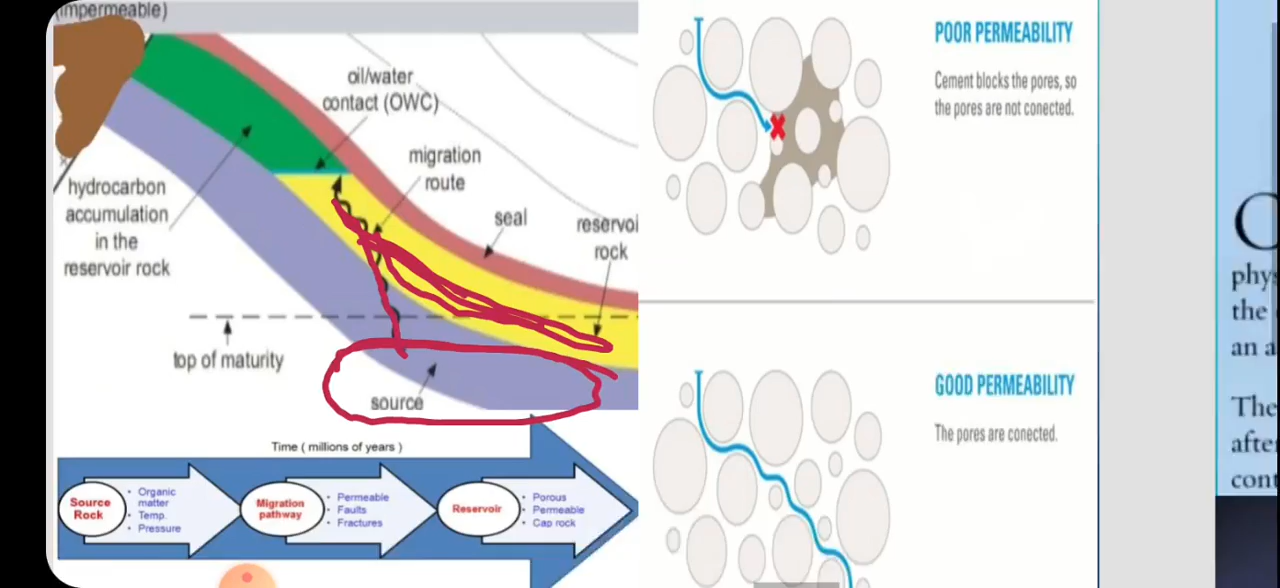 (impermeable)
oil/water
contact (OWC)
migration
route
hydrocarbon
accumulation
in the
reservoir rock
seal
reservoi
rock
top of maturity
source
Time ( millions of years )
Source
Rock
• Organic
matter
• Temp.
• Pressure
Migration
pathway
• Permeable
• Faults
• Fractures
Reservoir
• Porous
• Permeable
• Cap rock
POOR PERMEABILITY
Cement blocks the pores, so
the pores are not conected.
GOOD PERMEABILITY
The pores are conected.
phys
the
an a
The
after
cont